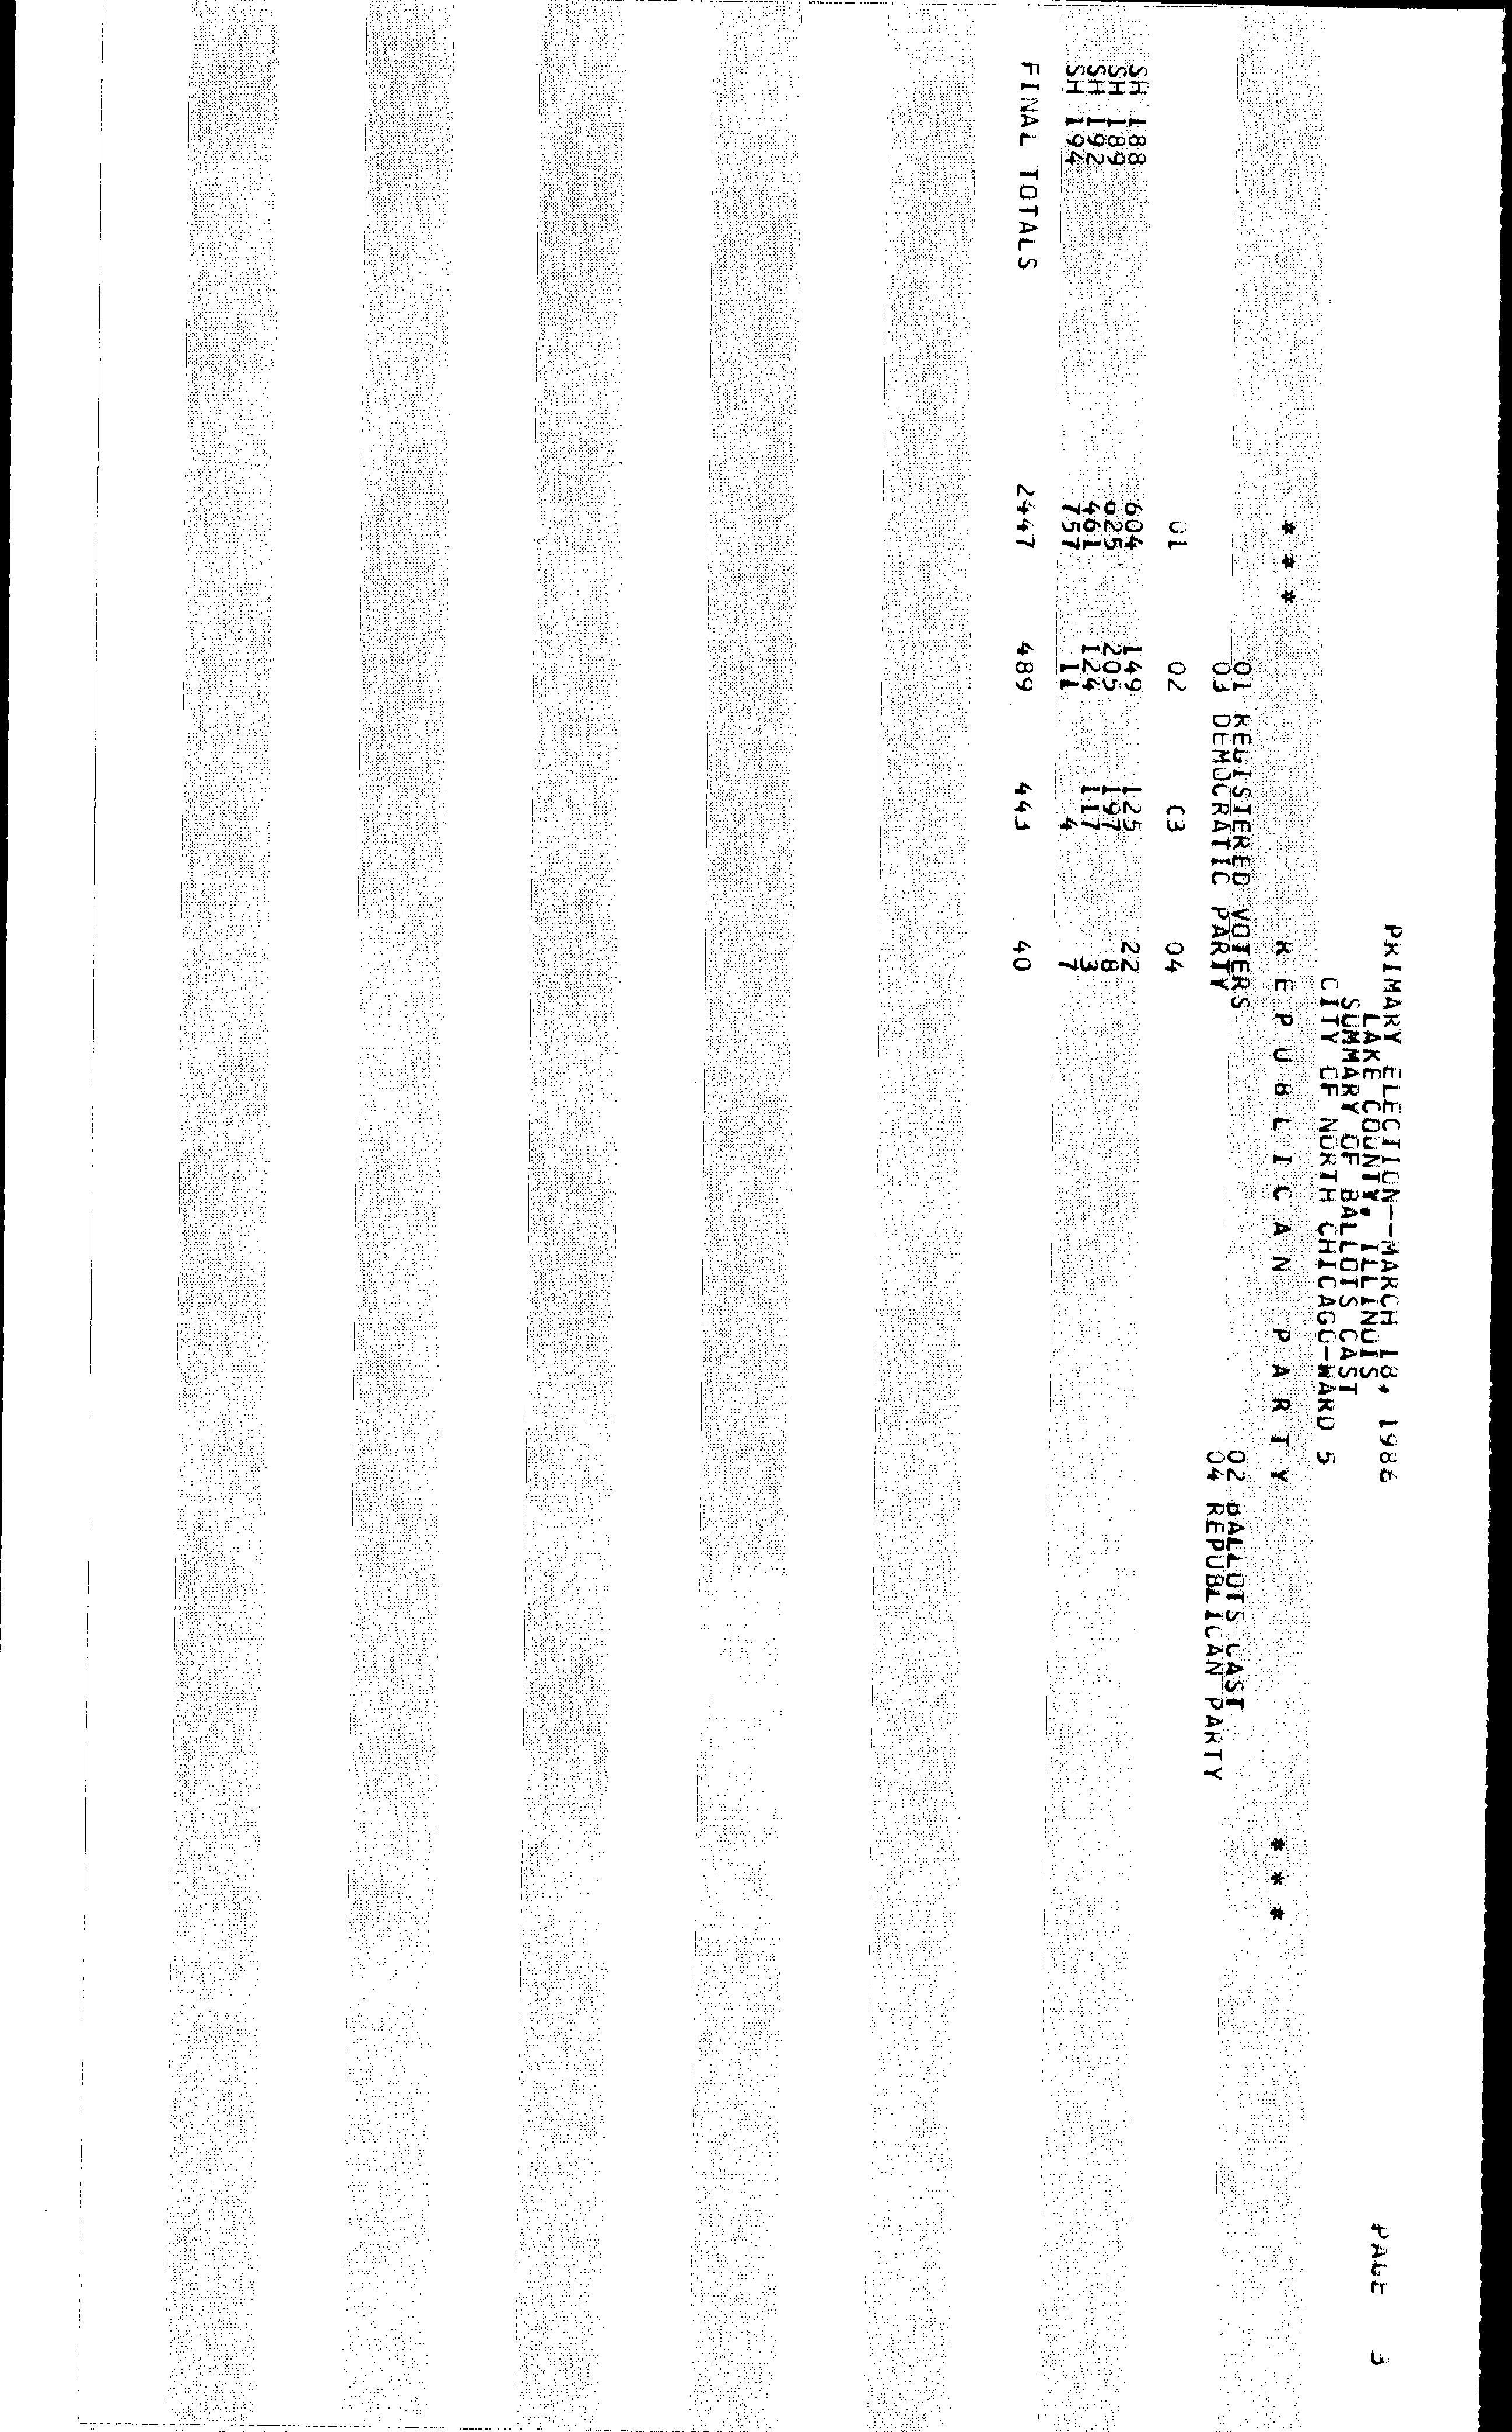 PRIMARY ELECTION--MARCH 18, 1986 PAGE 3
LAKE COUNTY, ILLINOIS
SUMMARY OF BALLOTS CAST
CITY OF NORTH CHICAGO-WARD 5
* * * R E P U B L I C A N P A R T Y * * *
01 REGISTERED VOTERS 02 BALLOTS CAST
03 DEMOCRATIC PARTY 04 REPUBLICAN PARTY
01 02 03 04
SH 188 604 149 125 22
SH 189 625 205 197 8
SH 192 461 124 117 3
SH 194 757 11 4 7
FINAL TOTALS 2447 489 443 40